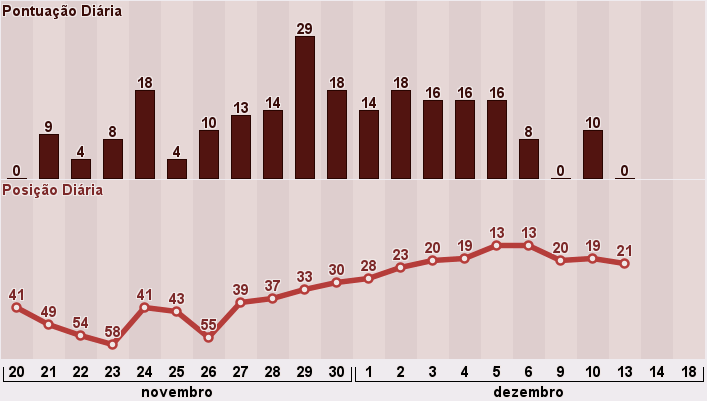 Pontuação Diária
0 9 4 8 18 4 10 13 14 29 18 14 18 16 16 16 8 0 10 0
Posição Diária
41 49 54 58 41 43 55 39 37 33 30 28 23 20 19 13 13 20 19 21
20 21 22 23 24 25 26 27 28 29 30 1 2 3 4 5 6 9 10 13 14 18
novembro dezembro